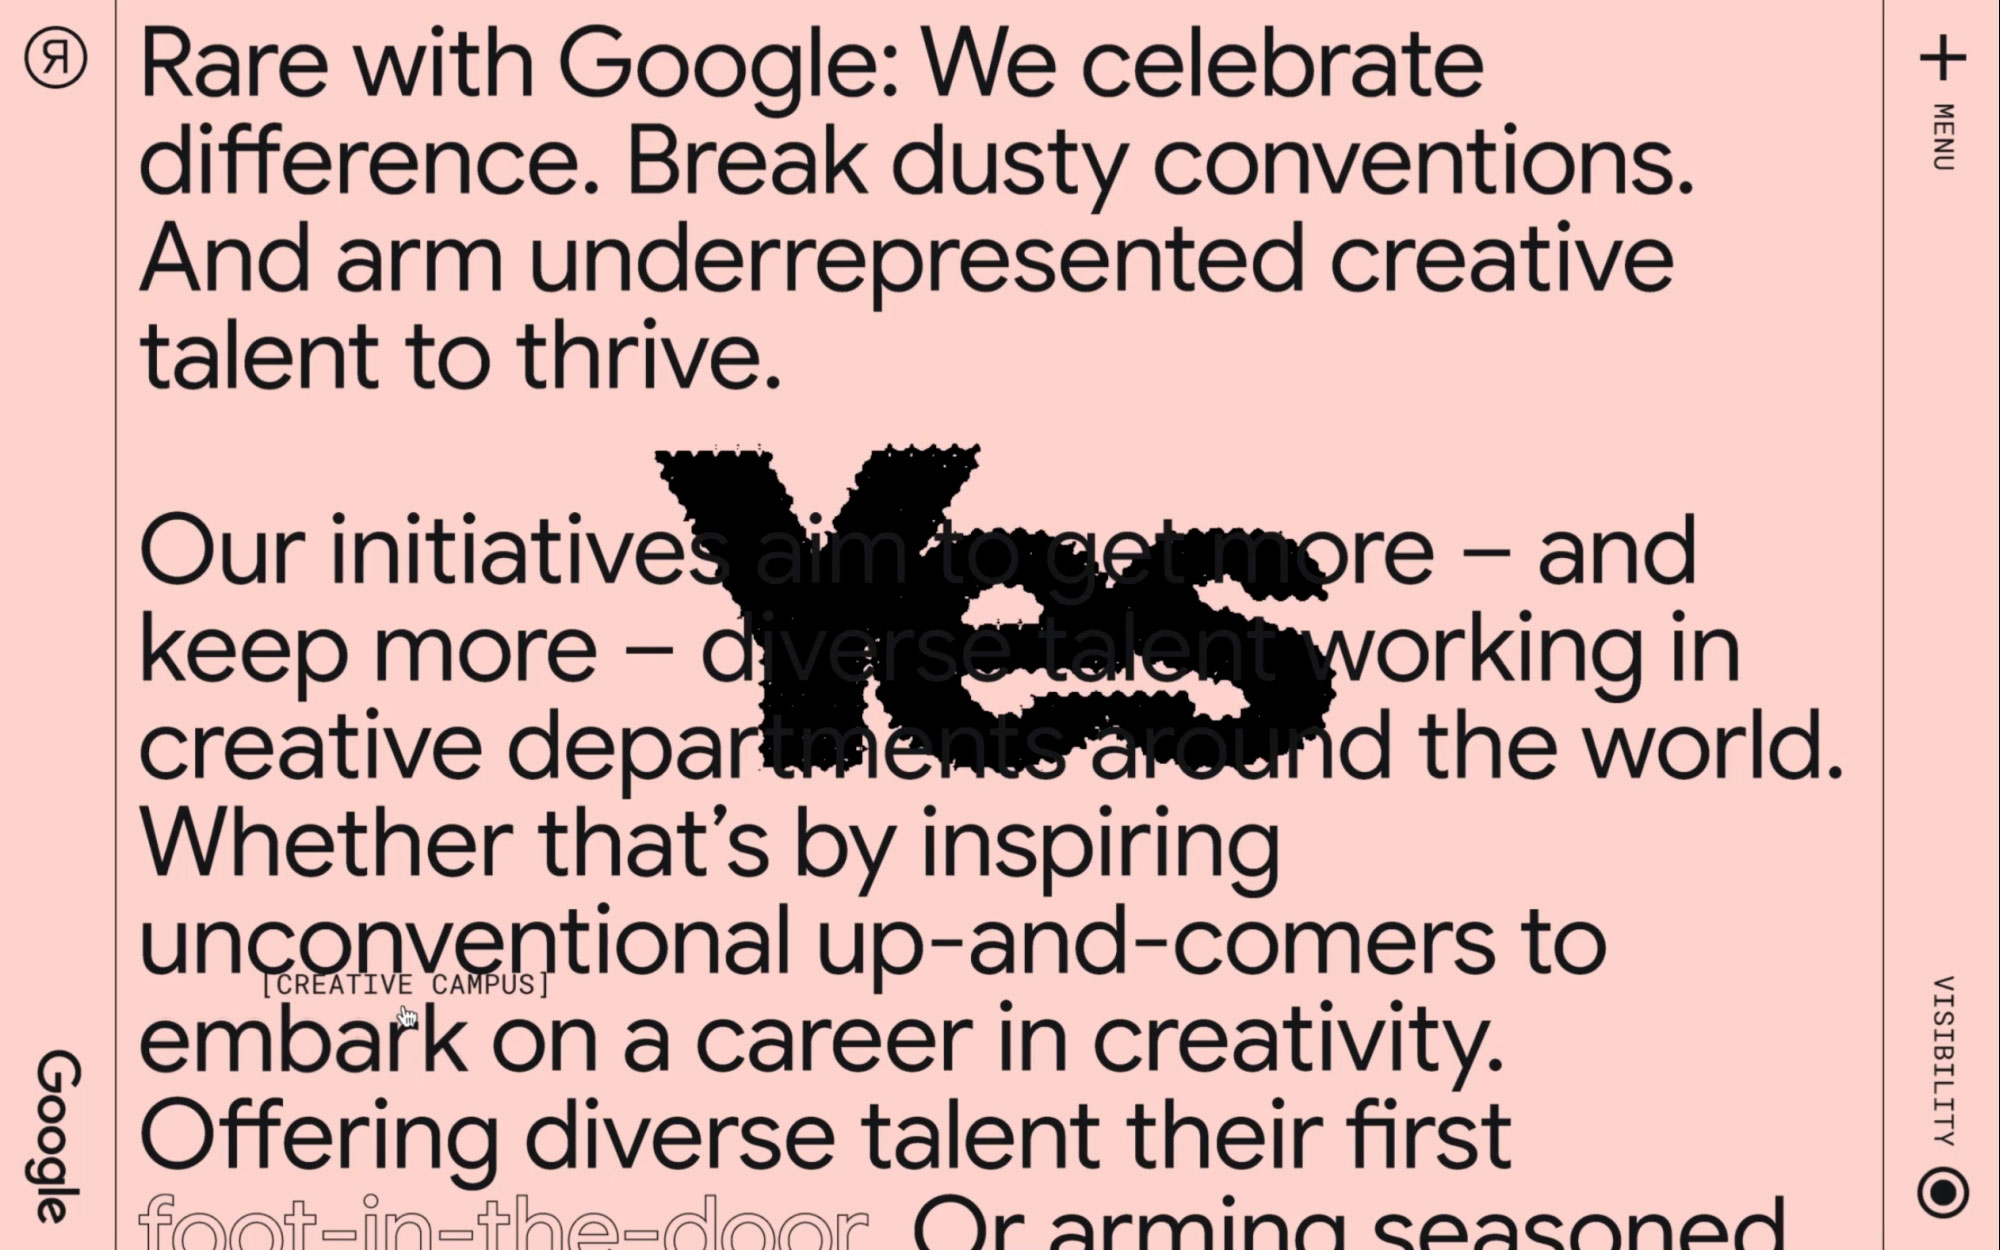 Я
Rare with Google: We celebrate
difference. Break dusty conventions.
And arm underrepresented creative
talent to thrive.
Yes
Our initiatives aim to get more – and
keep more – diverse talent working in
creative departments around the world.
Whether that’s by inspiring
unconventional up-and-comers to
[CREATIVE CAMPUS]
embark on a career in creativity.
Offering diverse talent their first
foot-in-the-door Or arming seasoned
Google
MENU
VISIBILITY